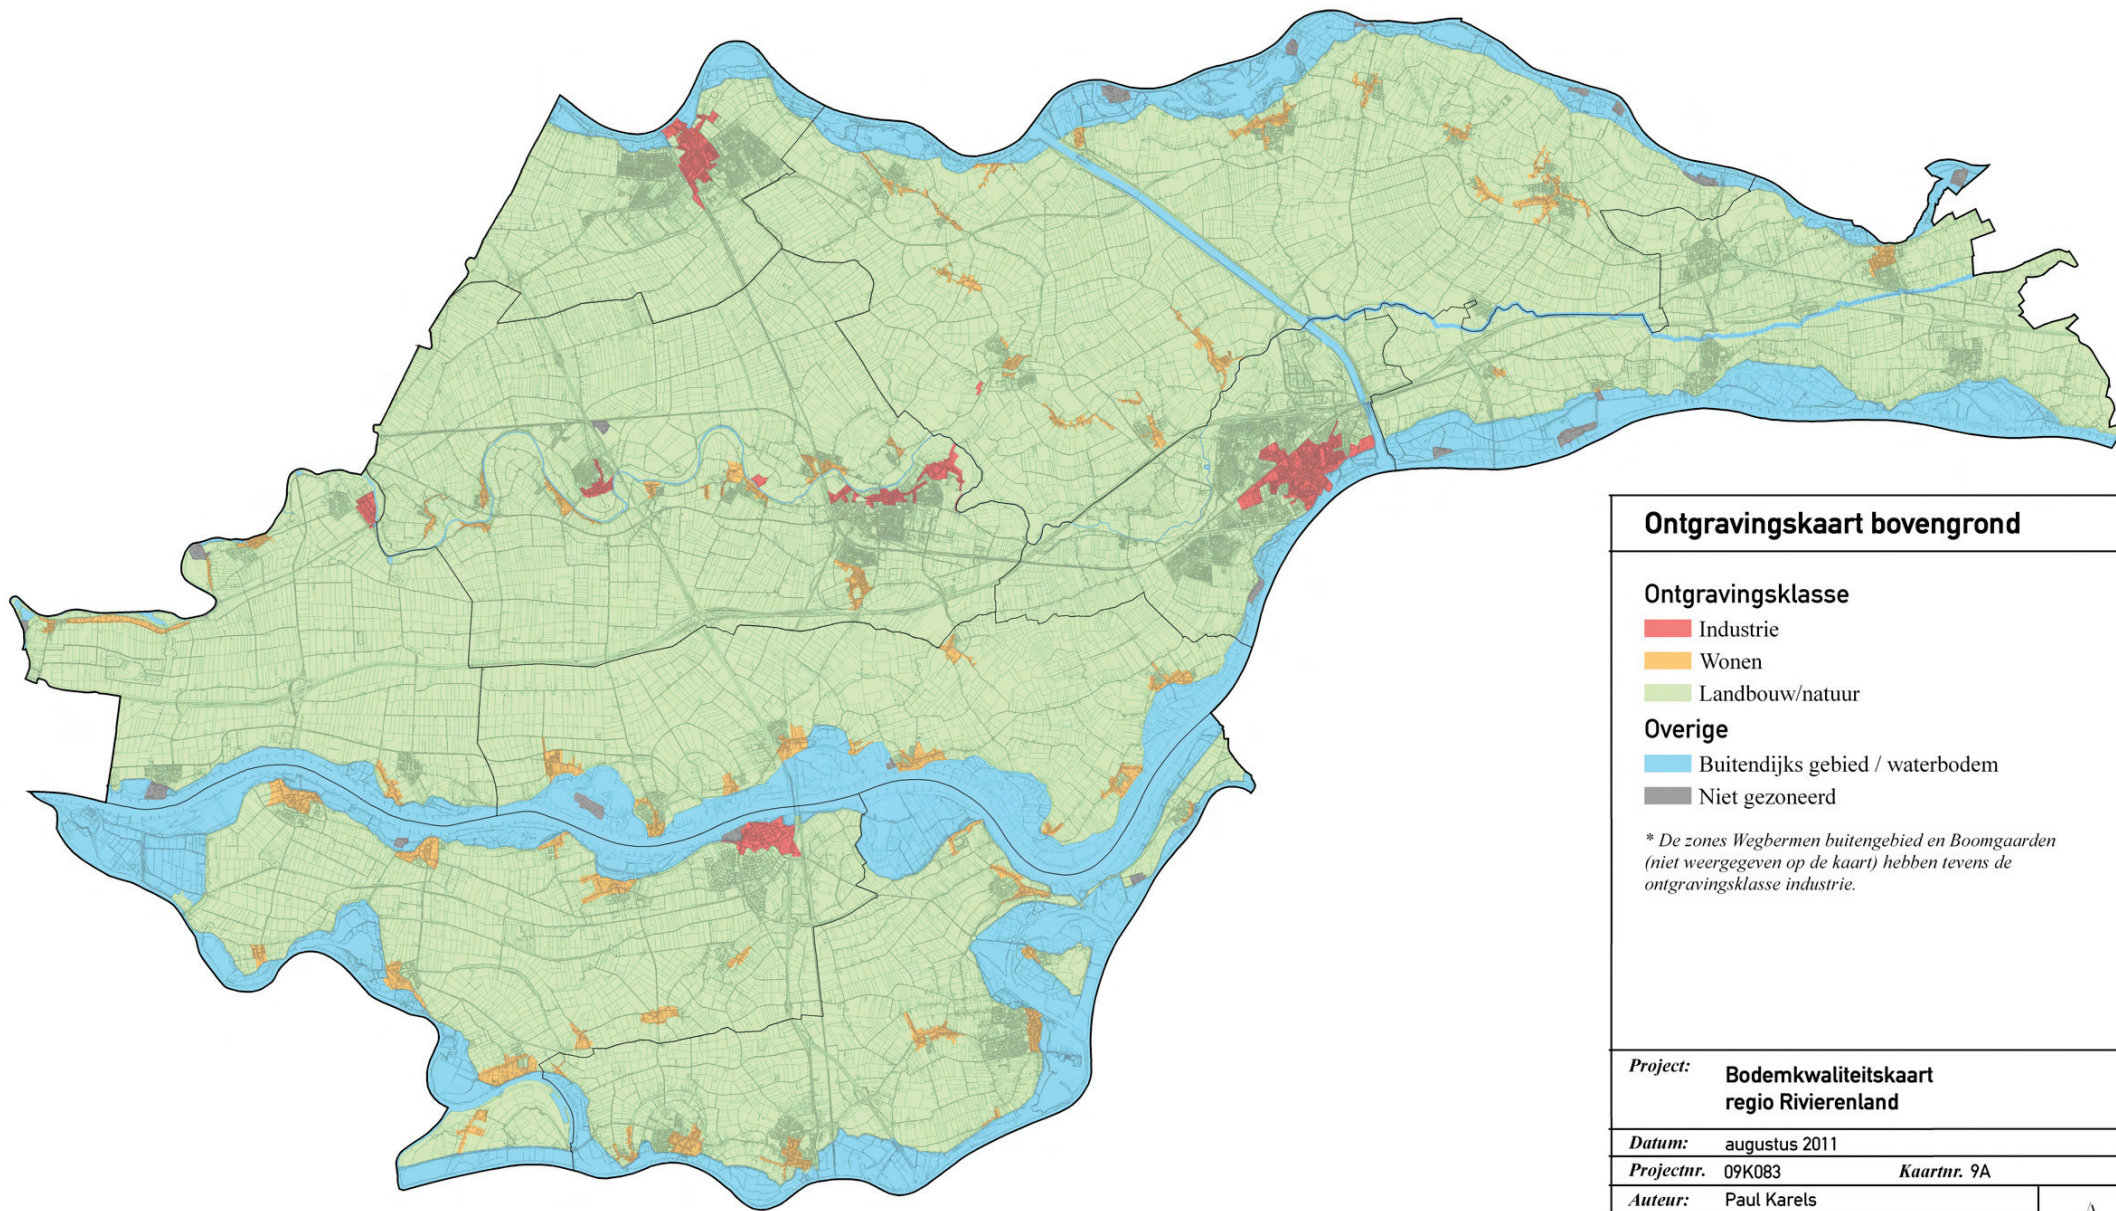 Ontgravingskaart bovengrond
Ontgravingsklasse
Industrie
Wonen
Landbouw/natuur
Overige
Buitendijks gebied / waterbodem
Niet gezoneerd
* De zones Wegbermen buitengebied en Boomgaarden
(niet weergegeven op de kaart) hebben tevens de
ontgravingsklasse industrie.
Project: Bodemkwaliteitskaart
regio Rivierenland
Datum: augustus 2011
Projectnr. 09K083 Kaartnr. 9A
Auteur: Paul Karels